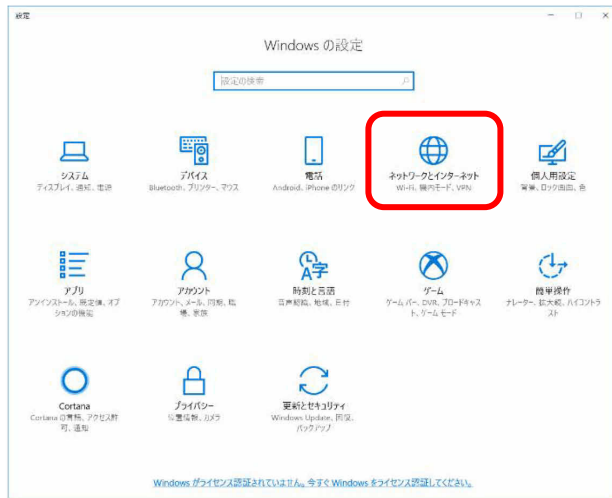 設定
Windows の設定
設定の検索
システム
ディスプレイ、通知、電源
デバイス
Bluetooth、プリンター、マウス
電話
Android、iPhone のリンク
ネットワークとインターネット
Wi-Fi、機内モード、VPN
個人用設定
背景、ロック画面、色
アプリ
アンインストール、既定値、オプ
ションの機能
アカウント
アカウント、メール、同期、職
場、家族
時刻と言語
音声認識、地域、日付
ゲーム
ゲーム バー、DVR、ブロードキャス
ト、ゲーム モード
簡単操作
ナレーター、拡大鏡、ハイコントラ
スト
Cortana
Cortana の言語、アクセス許
可、通知
プライバシー
位置情報、カメラ
更新とセキュリティ
Windows Update、回復、
バックアップ
Windows がライセンス認証されていません。今すぐ Windows をライセンス認証してください。